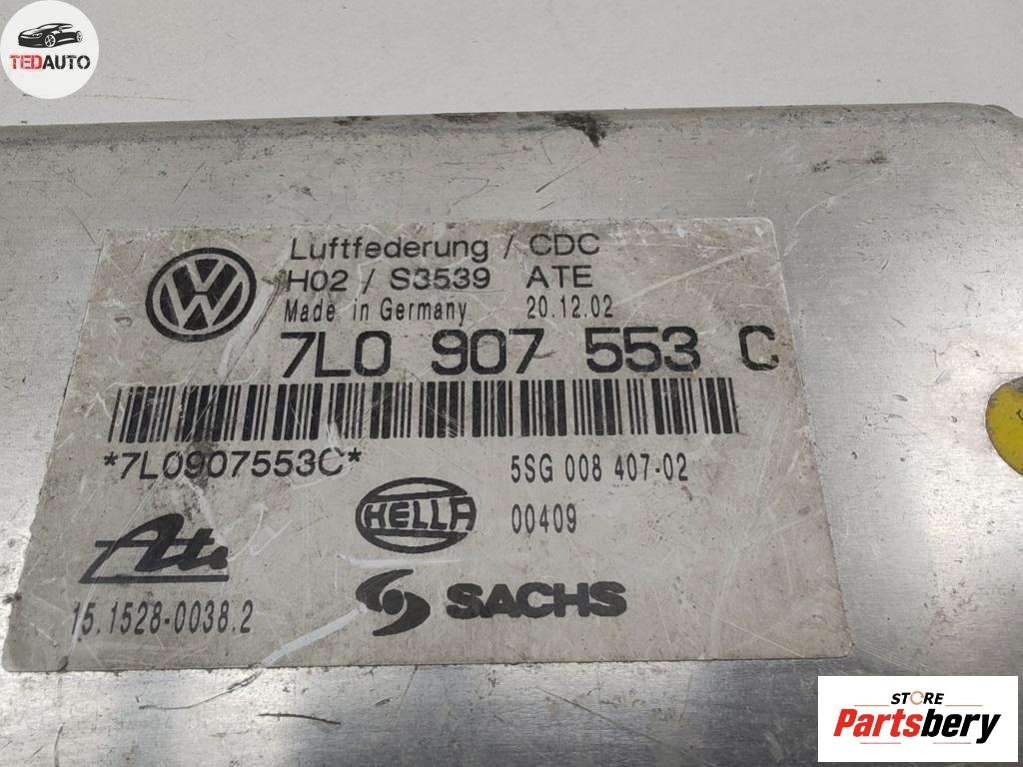 TEDAUTO
Luftfederung / CDC
H02 / S3539 ATE
Made in Germany 20.12.02
7L0 907 553 C
*7L0907553C*
5SG 008 407-02
HELLA
00409
Ate
SACHS
15.1528-0038.2
STORE
Partsbery